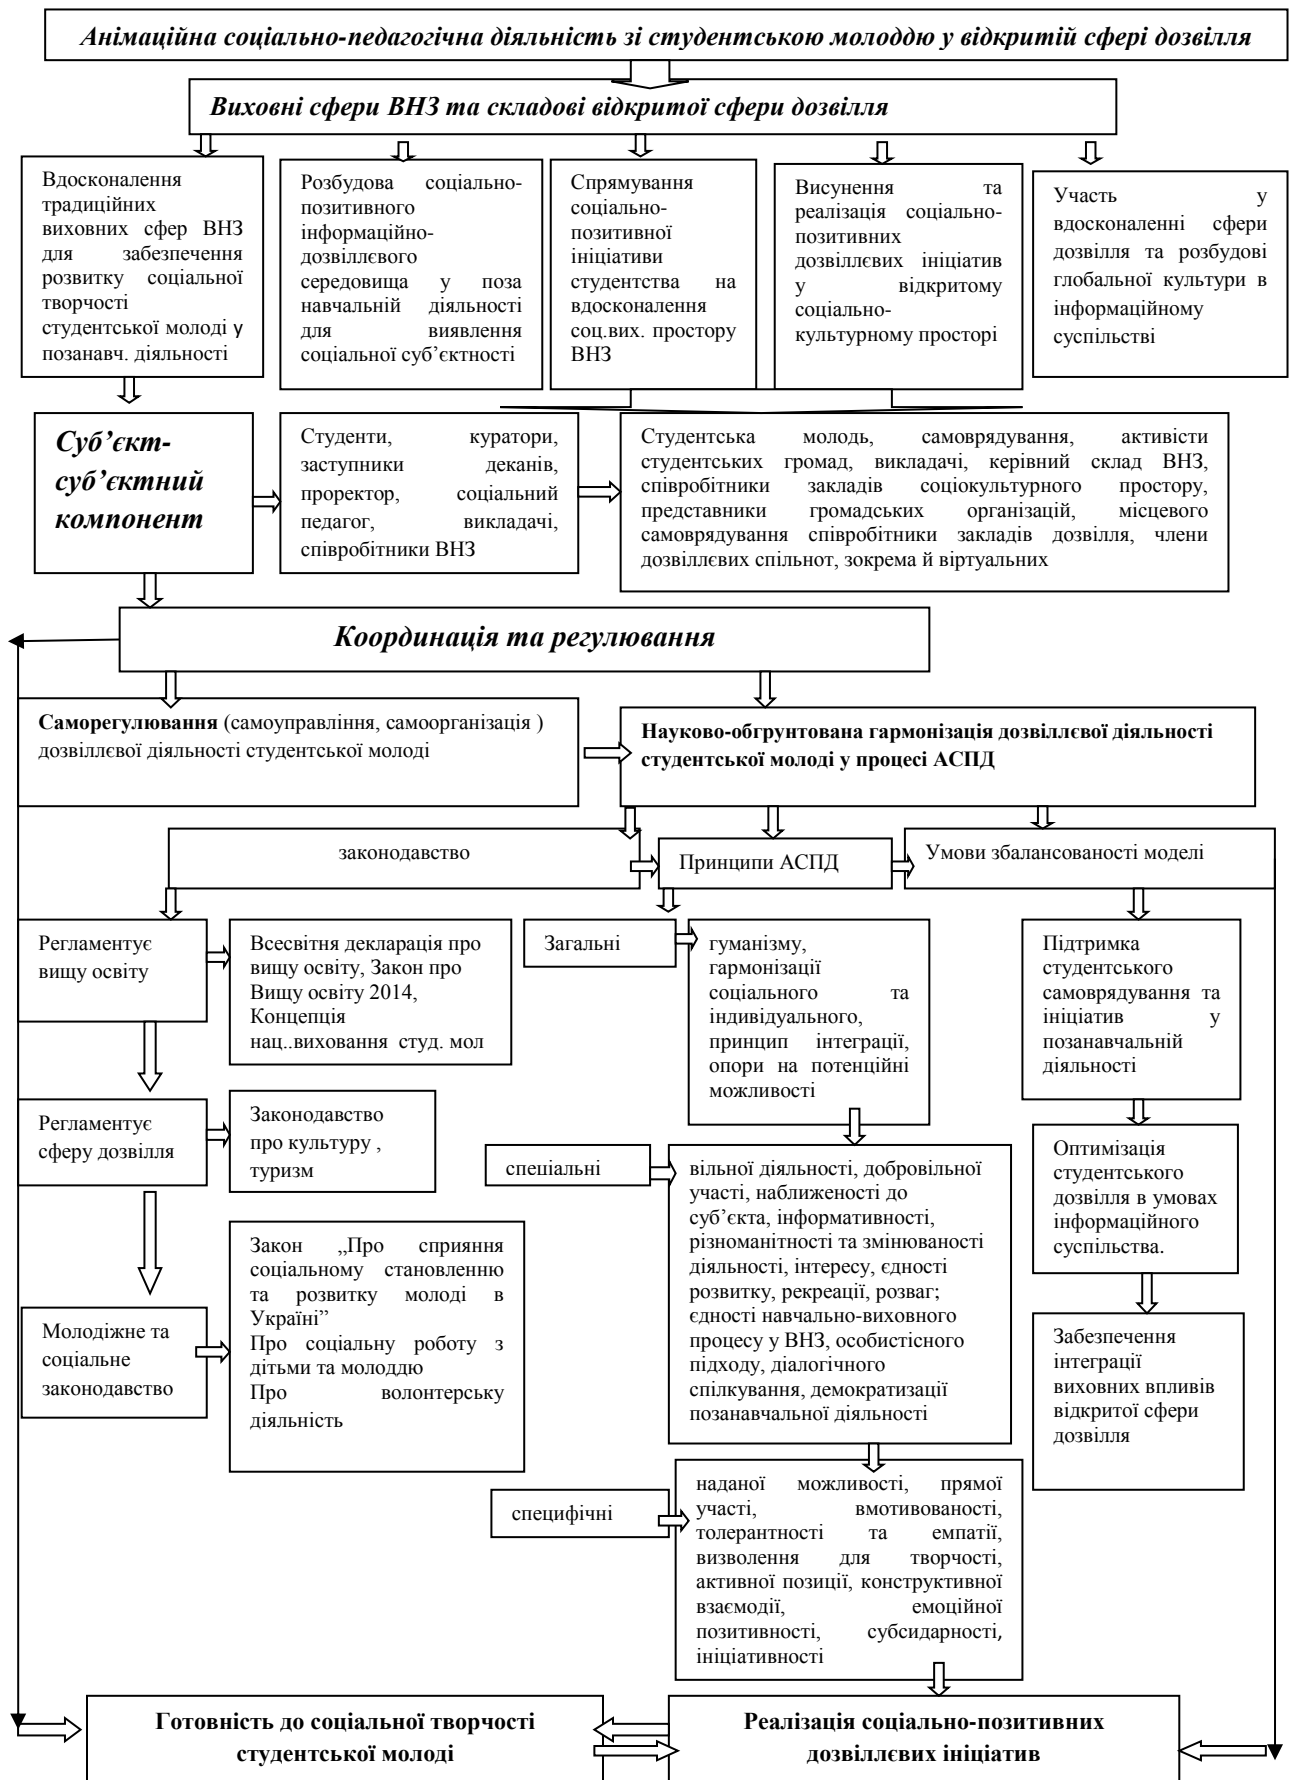 Анімаційна соціально-педагогічна діяльність зі студентською молоддю у відкритій сфері дозвілля
Виховні сфери ВНЗ та складові відкритої сфери дозвілля
Вдосконалення
традиційних
виховних сфер ВНЗ
для забезпечення
розвитку соціальної
творчості
студентської молоді у
позанавч. діяльності
Розбудова соціально-
позитивного
інформаційно-
дозвіллєвого
середовища у поза
навчальній діяльності
для виявлення
соціальної суб’єктності
Спрямування
соціально-
позитивної
ініціативи
студентства на
вдосконалення
соц.вих. простору
ВНЗ
Висунення та
реалізація соціально-
позитивних
дозвіллєвих ініціатив
у відкритому
соціально-
культурному просторі
Участь у
вдосконаленні сфери
дозвілля та розбудові
глобальної культури в
інформаційному
суспільстві
Суб’єкт-
суб’єктний
компонент
Студенти, куратори,
заступники деканів,
проректор, соціальний
педагог, викладачі,
співробітники ВНЗ
Студентська молодь, самоврядування, активісти
студентських громад, викладачі, керівний склад ВНЗ,
співробітники закладів соціокультурного простору,
представники громадських організацій, місцевого
самоврядування співробітники закладів дозвілля, члени
дозвіллєвих спільнот, зокрема й віртуальних
Координація та регулювання
Саморегулювання (самоуправління, самоорганізація )
дозвіллєвої діяльності студентської молоді
Науково-обгрунтована гармонізація дозвіллєвої діяльності
студентської молоді у процесі АСПД
законодавство
Принципи АСПД
Умови збалансованості моделі
Регламентує
вищу освіту
Всесвітня декларація про
вищу освіту, Закон про
Вищу освіту 2014,
Концепція
нац..виховання студ. мол
Загальні
гуманізму,
гармонізації
соціального та
індивідуального,
принцип інтеграції,
опори на потенційні
можливості
Підтримка
студентського
самоврядування та
ініціатив у
позанавчальній
діяльності
Регламентує
сферу дозвілля
Законодавство
про культуру ,
туризм
спеціальні
вільної діяльності, добровільної
участі, наближеності до
суб’єкта, інформативності,
різноманітності та змінюваності
діяльності, інтересу, єдності
розвитку, рекреації, розваг;
єдності навчально-виховного
процесу у ВНЗ, особистісного
підходу, діалогічного
спілкування, демократизації
позанавчальної діяльності
Оптимізація
студентського
дозвілля в умовах
інформаційного
суспільства.
Молодіжне та
соціальне
законодавство
Закон „Про сприяння
соціальному становленню
та розвитку молоді в
Україні”
Про соціальну роботу з
дітьми та молоддю
Про волонтерську
діяльність
Забезпечення
інтеграції
виховних впливів
відкритої сфери
дозвілля
специфічні
наданої можливості, прямої
участі, вмотивованості,
толерантності та емпатії,
визволення для творчості,
активної позиції, конструктивної
взаємодії, емоційної
позитивності, субсидарності,
ініціативності
Готовність до соціальної творчості
студентської молоді
Реалізація соціально-позитивних
дозвіллєвих ініціатив